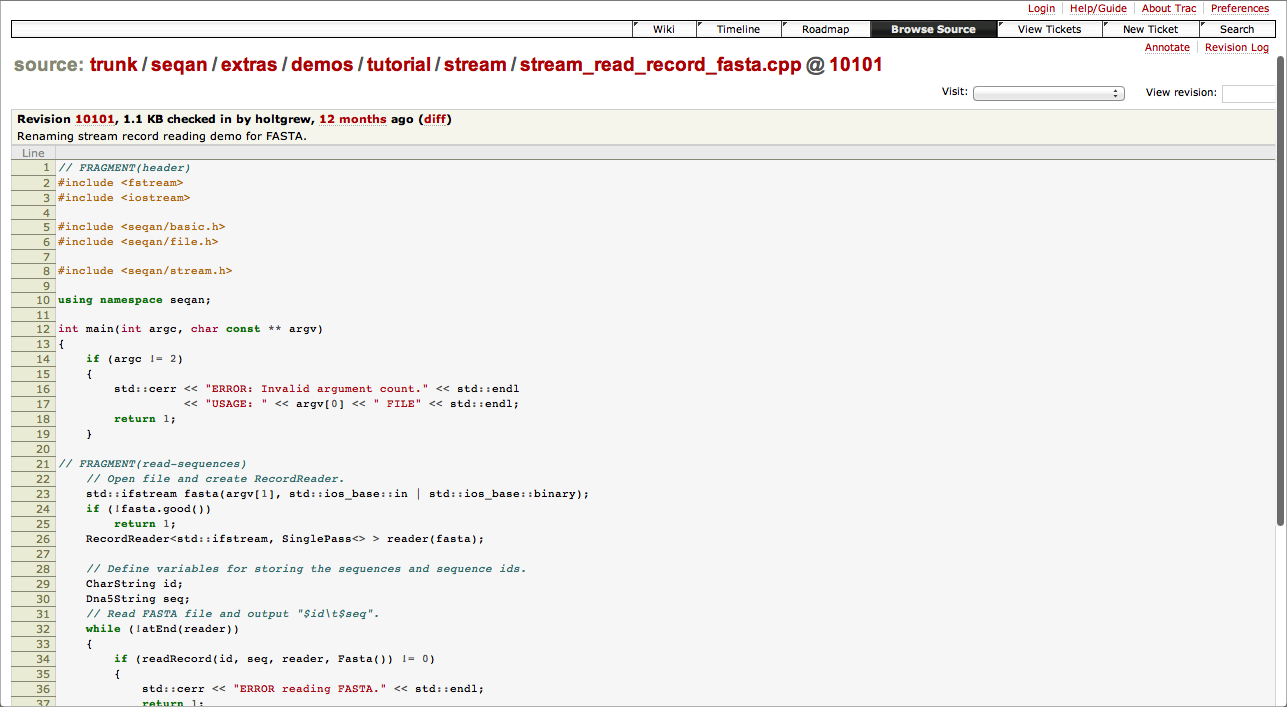 Login Help/Guide About Trac Preferences
Wiki Timeline Roadmap Browse Source View Tickets New Ticket Search
Annotate Revision Log
source: trunk / seqan / extras / demos / tutorial / stream / stream_read_record_fasta.cpp @ 10101
Visit: View revision:
Revision 10101, 1.1 KB checked in by holtgrew, 12 months ago (diff)
Renaming stream record reading demo for FASTA.
Line
1 // FRAGMENT(header)
2 #include <fstream>
3 #include <iostream>
4
5 #include <seqan/basic.h>
6 #include <seqan/file.h>
7
8 #include <seqan/stream.h>
9
10 using namespace seqan;
11
12 int main(int argc, char const ** argv)
13 {
14     if (argc != 2)
15     {
16         std::cerr << "ERROR: Invalid argument count." << std::endl
17                   << "USAGE: " << argv[0] << " FILE" << std::endl;
18         return 1;
19     }
20
21 // FRAGMENT(read-sequences)
22     // Open file and create RecordReader.
23     std::ifstream fasta(argv[1], std::ios_base::in | std::ios_base::binary);
24     if (!fasta.good())
25         return 1;
26     RecordReader<std::ifstream, SinglePass<> > reader(fasta);
27
28     // Define variables for storing the sequences and sequence ids.
29     CharString id;
30     Dna5String seq;
31     // Read FASTA file and output "$id\t$seq".
32     while (!atEnd(reader))
33     {
34         if (readRecord(id, seq, reader, Fasta()) != 0)
35         {
36             std::cerr << "ERROR reading FASTA." << std::endl;
37             return 1;